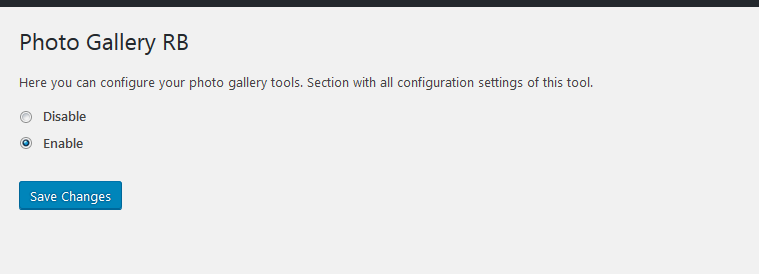 Photo Gallery RB
Here you can configure your photo gallery tools. Section with all configuration settings of this tool.
Disable
Enable
Save Changes